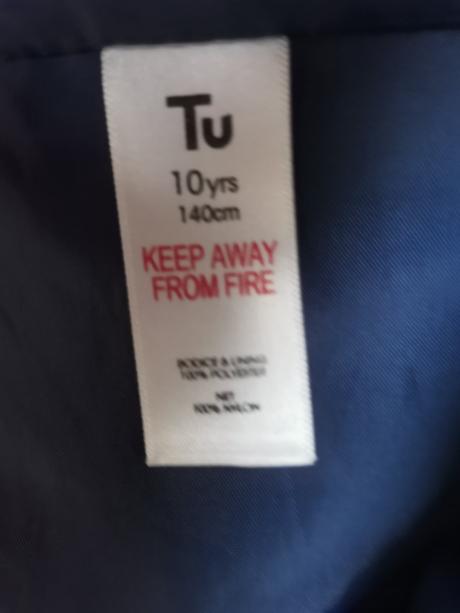 Tu
10yrs
140cm
KEEP AWAY
FROM FIRE
BODICE & LINING
100% POLYESTER
NET
100% NYLON